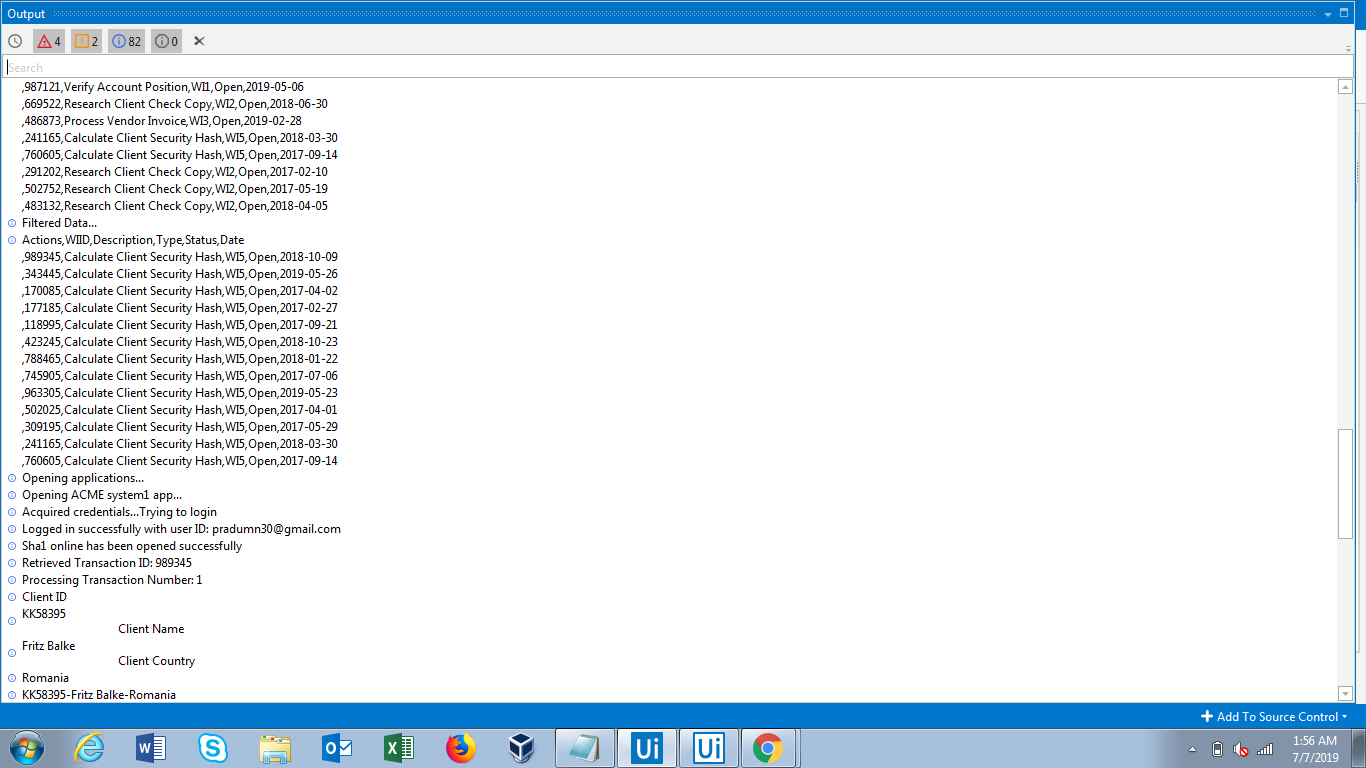 Output
4
2
82
0
Search
,987121,Verify Account Position,WI1,Open,2019-05-06
,669522,Research Client Check Copy,WI2,Open,2018-06-30
,486873,Process Vendor Invoice,WI3,Open,2019-02-28
,241165,Calculate Client Security Hash,WI5,Open,2018-03-30
,760605,Calculate Client Security Hash,WI5,Open,2017-09-14
,291202,Research Client Check Copy,WI2,Open,2017-02-10
,502752,Research Client Check Copy,WI2,Open,2017-05-19
,483132,Research Client Check Copy,WI2,Open,2018-04-05
Filtered Data...
Actions,WIID,Description,Type,Status,Date
,989345,Calculate Client Security Hash,WI5,Open,2018-10-09
,343445,Calculate Client Security Hash,WI5,Open,2019-05-26
,170085,Calculate Client Security Hash,WI5,Open,2017-04-02
,177185,Calculate Client Security Hash,WI5,Open,2017-02-27
,118995,Calculate Client Security Hash,WI5,Open,2017-09-21
,423245,Calculate Client Security Hash,WI5,Open,2018-10-23
,788465,Calculate Client Security Hash,WI5,Open,2018-01-22
,745905,Calculate Client Security Hash,WI5,Open,2017-07-06
,963305,Calculate Client Security Hash,WI5,Open,2019-05-23
,502025,Calculate Client Security Hash,WI5,Open,2017-04-01
,309195,Calculate Client Security Hash,WI5,Open,2017-05-29
,241165,Calculate Client Security Hash,WI5,Open,2018-03-30
,760605,Calculate Client Security Hash,WI5,Open,2017-09-14
Opening applications...
Opening ACME system1 app...
Acquired credentials...Trying to login
Logged in successfully with user ID: pradumn30@gmail.com
Sha1 online has been opened successfully
Retrieved Transaction ID: 989345
Processing Transaction Number: 1
Client ID
KK58395
Client Name
Fritz Balke
Client Country
Romania
KK58395-Fritz Balke-Romania
Add To Source Control
Ui
Ui
1:56 AM
7/7/2019